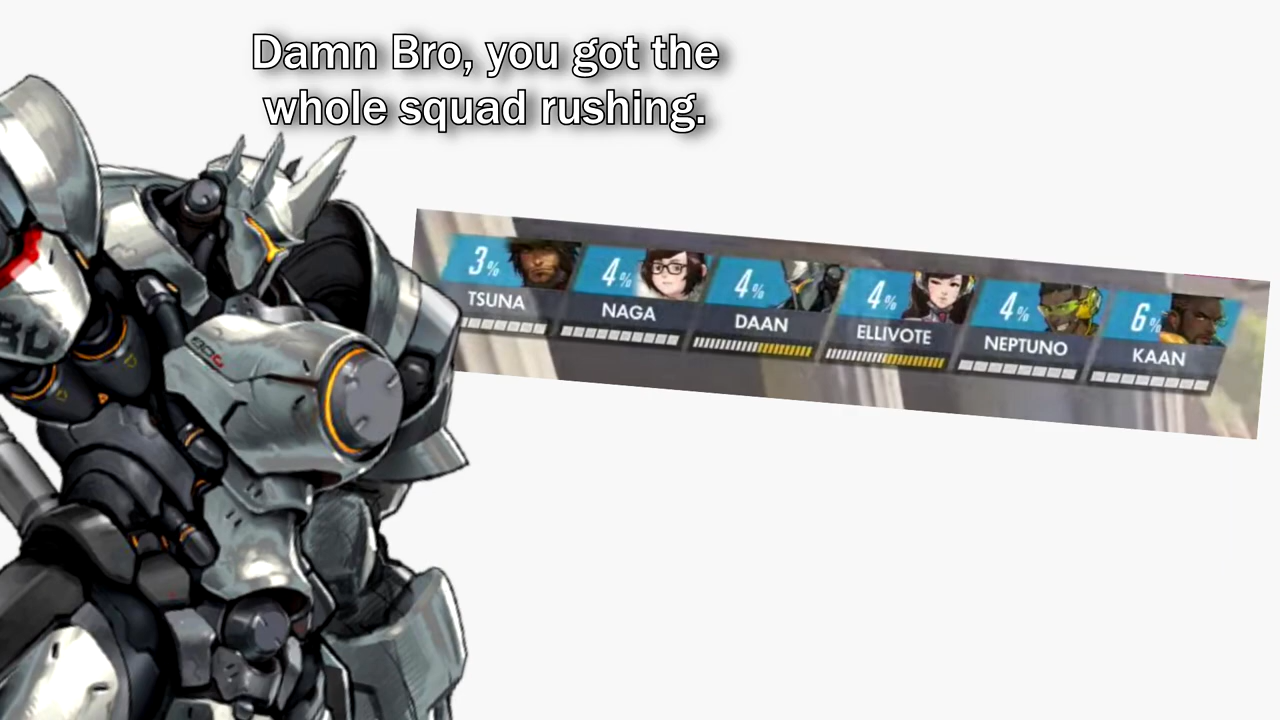 Damn Bro, you got the
whole squad rushing.
3% 4% 4% 4% 4% 6%
TSUNA NAGA DAAN ELLIVOTE NEPTUNO KAAN